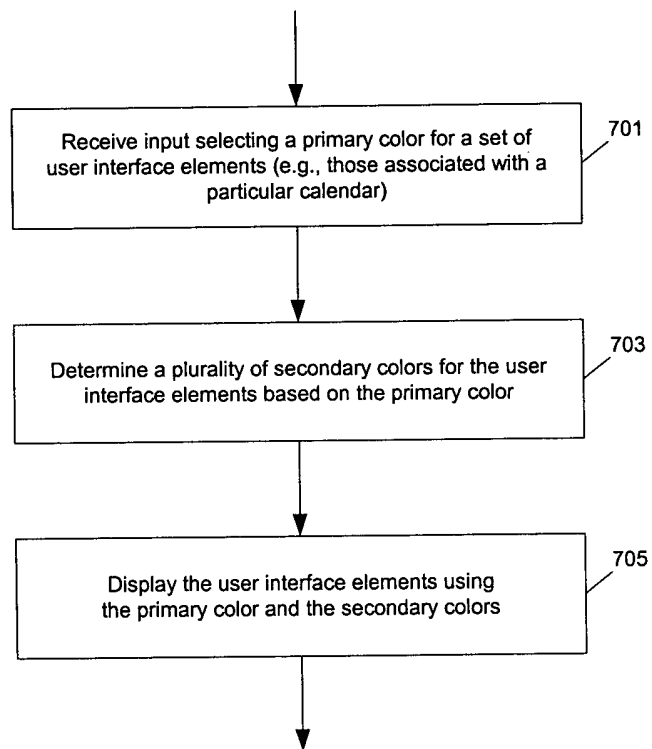 Receive input selecting a primary color for a set of
user interface elements (e.g., those associated with a
particular calendar)
701
Determine a plurality of secondary colors for the user
interface elements based on the primary color
703
Display the user interface elements using
the primary color and the secondary colors
705